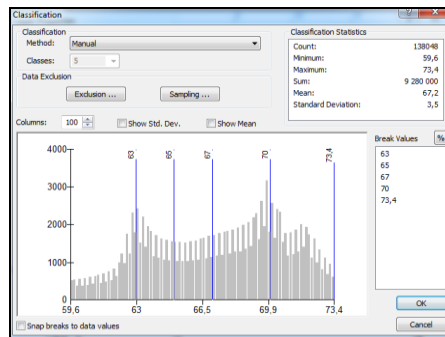 Classification
Classification
Method: Manual
Classes: 5
Data Exclusion
Exclusion ...
Sampling ...
Classification Statistics
Count: 138048
Minimum: 59,6
Maximum: 73,4
Sum: 9 280 000
Mean: 67,2
Standard Deviation: 3,5
Columns: 100
Show Std. Dev.
Show Mean
Break Values
%
63
65
67
70
73,4
63
65
67
70
73,4
4000
3000
2000
1000
0
59,6
63
66,5
69,9
73,4
Snap breaks to data values
OK
Cancel